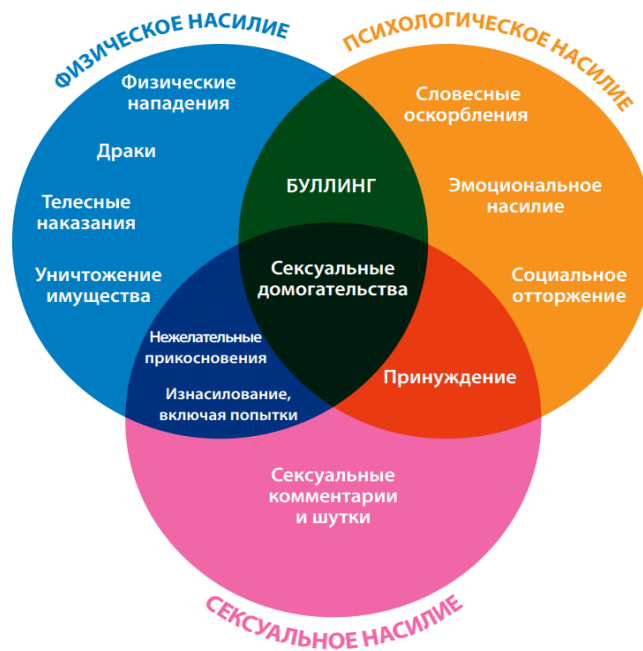 ФИЗИЧЕСКОЕ НАСИЛИЕ
ПСИХОЛОГИЧЕСКОЕ НАСИЛИЕ
Физические
нападения
Драки
Телесные
наказания
Уничтожение
имущества
БУЛЛИНГ
Словесные
оскорбления
Эмоциональное
насилие
Социальное
отторжение
Сексуальные
домогательства
Нежелательные
прикосновения
Изнасилование,
включая попытки
Принуждение
Сексуальные
комментарии
и шутки
СЕКСУАЛЬНОЕ НАСИЛИЕ